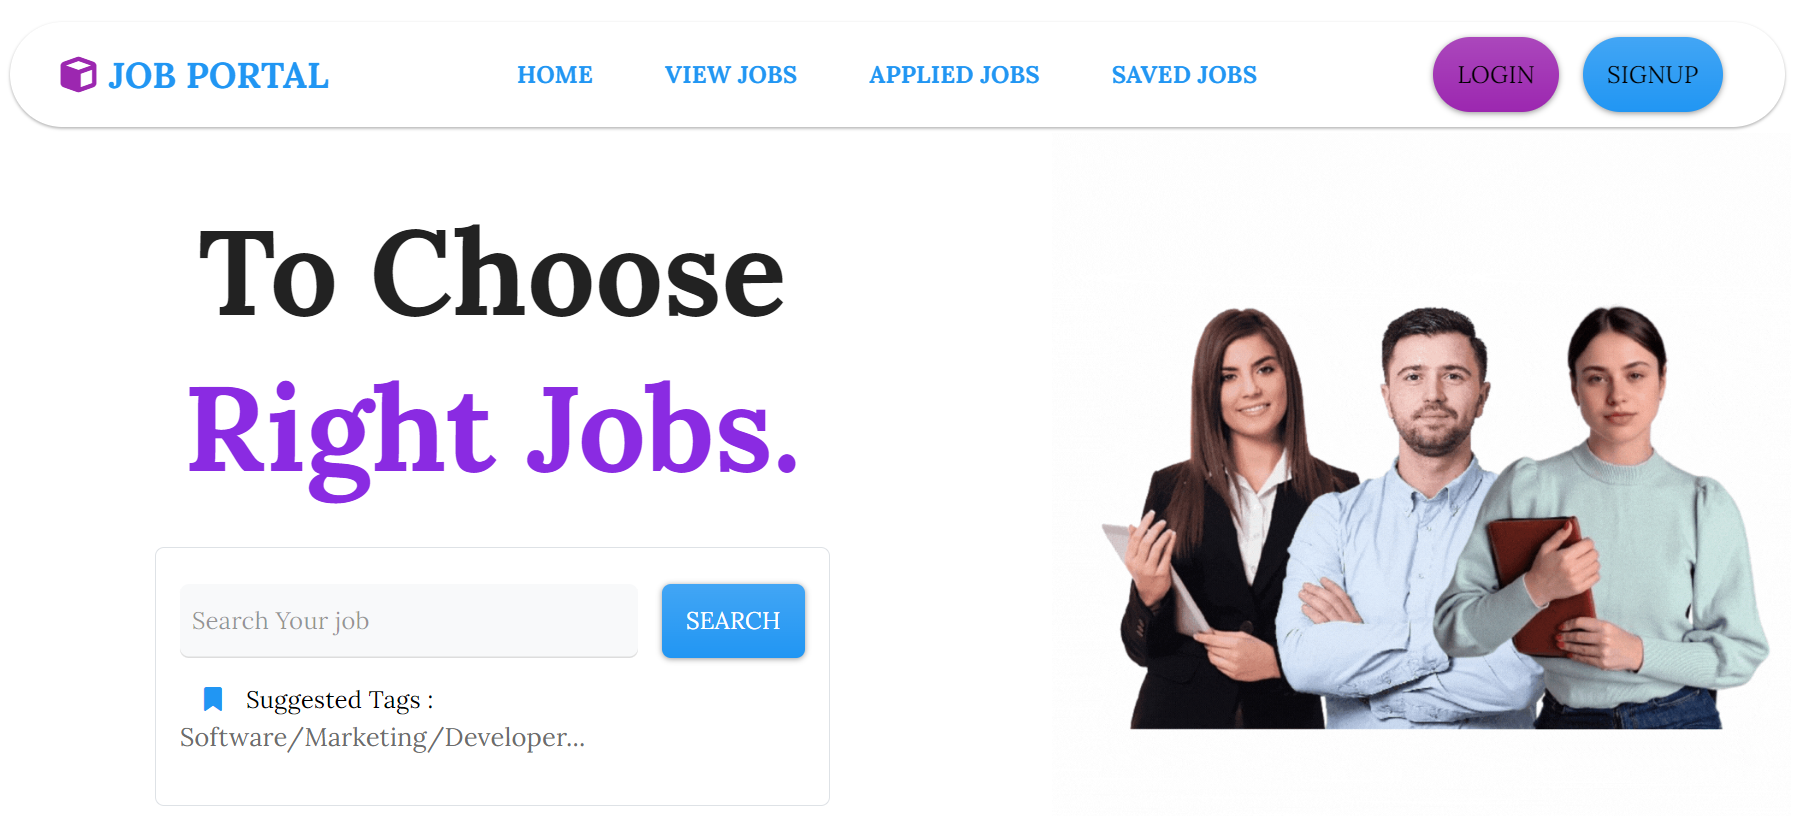 JOB PORTAL
HOME
VIEW JOBS
APPLIED JOBS
SAVED JOBS
LOGIN
SIGNUP
To Choose
Right Jobs.
Search Your job
SEARCH
Suggested Tags :
Software/Marketing/Developer...